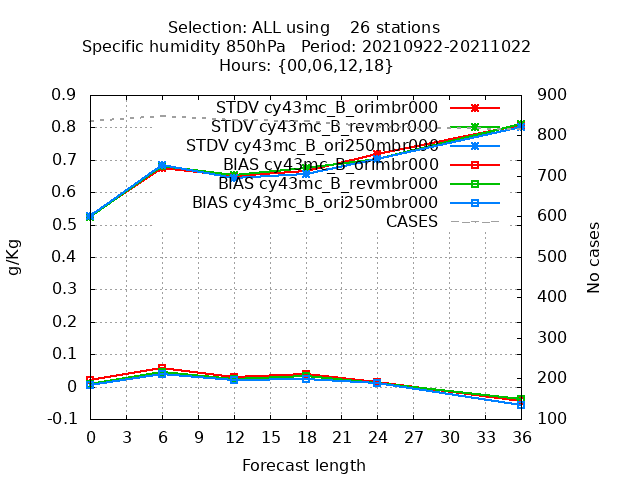 Selection: ALL using 26 stations
Specific humidity 850hPa Period: 20210922-20211022
Hours: {00,06,12,18}
0.9 900
STDV cy43mc_B_orimbr000
0.8 STDV cy43mc_B_revmbr000 800
STDV cy43mc_B_ori250mbr000
0.7 BIAS cy43mc_B_orimbr000 700
BIAS cy43mc_B_revmbr000
0.6 BIAS cy43mc_B_ori250mbr000 600
CASES
0.5 500
g/Kg No cases
0.4
0.3 400
0.2 300
0.1 200
0
-0.1 100
0 3 6 9 12 15 18 21 24 27 30 33 36
Forecast length